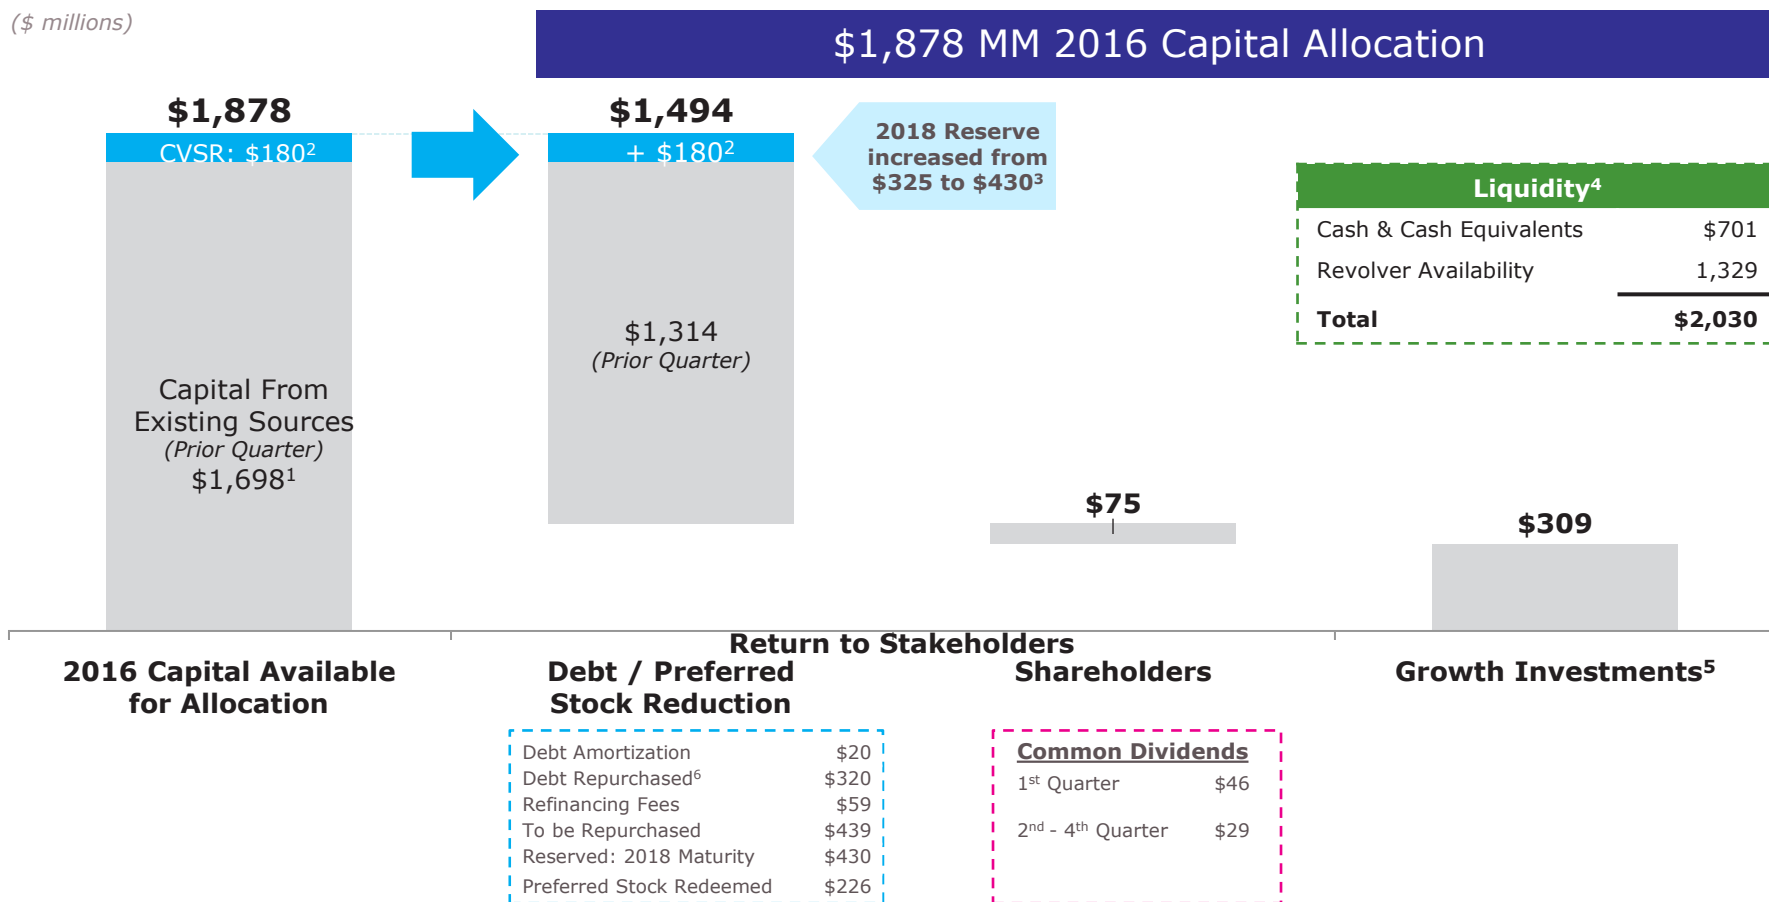 ($ millions)
$1,878 MM 2016 Capital Allocation
$1,878
CVSR: $180²
$1,494
+ $180²
2018 Reserve
increased from
$325 to $430³
Liquidity⁴
Cash & Cash Equivalents $701
Revolver Availability 1,329
Total $2,030
$1,314
(Prior Quarter)
Capital From
Existing Sources
(Prior Quarter)
$1,698¹
$75
$309
Return to Stakeholders
2016 Capital Available
for Allocation
Debt / Preferred
Stock Reduction
Shareholders
Growth Investments⁵
Debt Amortization $20
Debt Repurchased⁶ $320
Refinancing Fees $59
To be Repurchased $439
Reserved: 2018 Maturity $430
Preferred Stock Redeemed $226
Common Dividends
1st Quarter $46
2nd - 4th Quarter $29